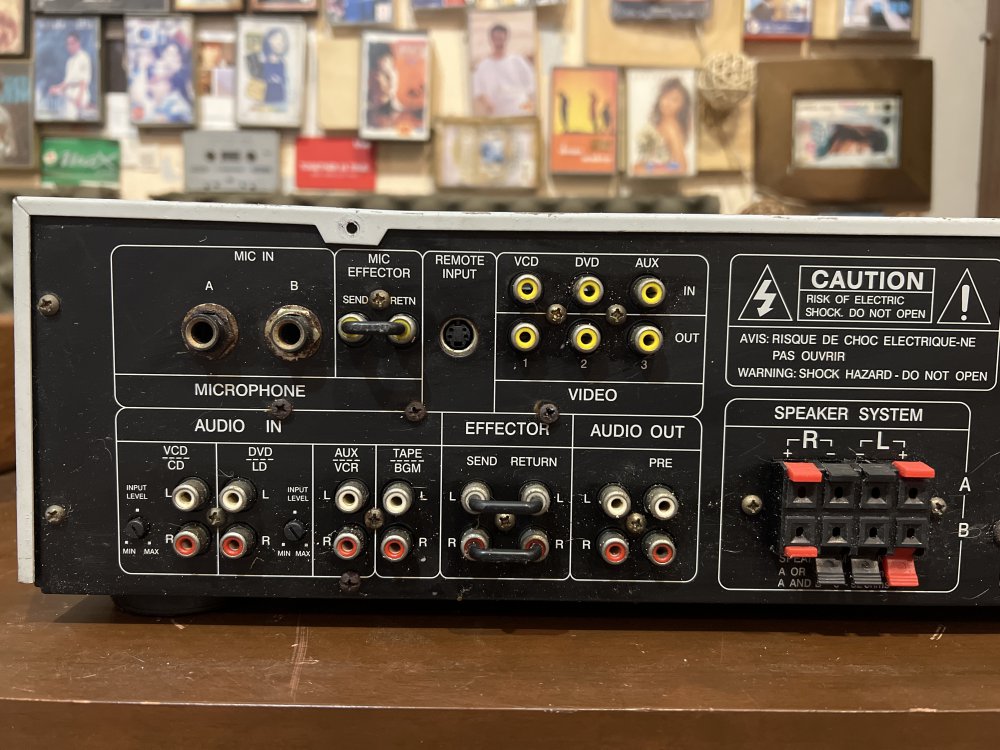 MIC IN
A
B
MICROPHONE
MIC
EFFECTOR
SEND
RETN
REMOTE
INPUT
VCD
DVD
AUX
IN
OUT
1
2
3
VIDEO
CAUTION
RISK OF ELECTRIC
SHOCK. DO NOT OPEN
AVIS: RISQUE DE CHOC ELECTRIQUE-NE
PAS OUVRIR
WARNING: SHOCK HAZARD - DO NOT OPEN
AUDIO IN
VCD
CD
DVD
LD
AUX
VCR
TAPE
BGM
INPUT
LEVEL
MIN MAX
L
R
L
R
INPUT
LEVEL
MIN MAX
L
R
L
R
EFFECTOR
SEND
RETURN
L
L
R
R
AUDIO OUT
PRE
L
R
SPEAKER SYSTEM
R
L
+ - - +
A
B
A OR
A AND